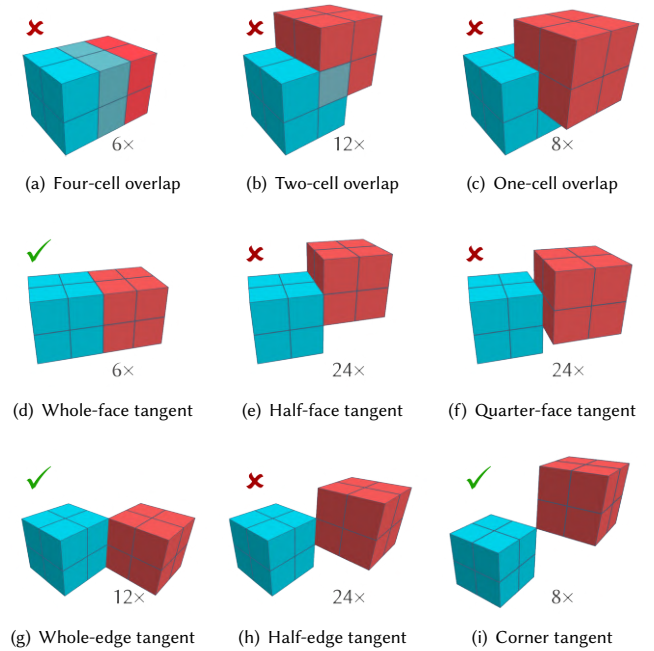 6×
12×
8×
(a) Four-cell overlap
(b) Two-cell overlap
(c) One-cell overlap
6×
24×
24×
(d) Whole-face tangent
(e) Half-face tangent
(f) Quarter-face tangent
12×
24×
8×
(g) Whole-edge tangent
(h) Half-edge tangent
(i) Corner tangent